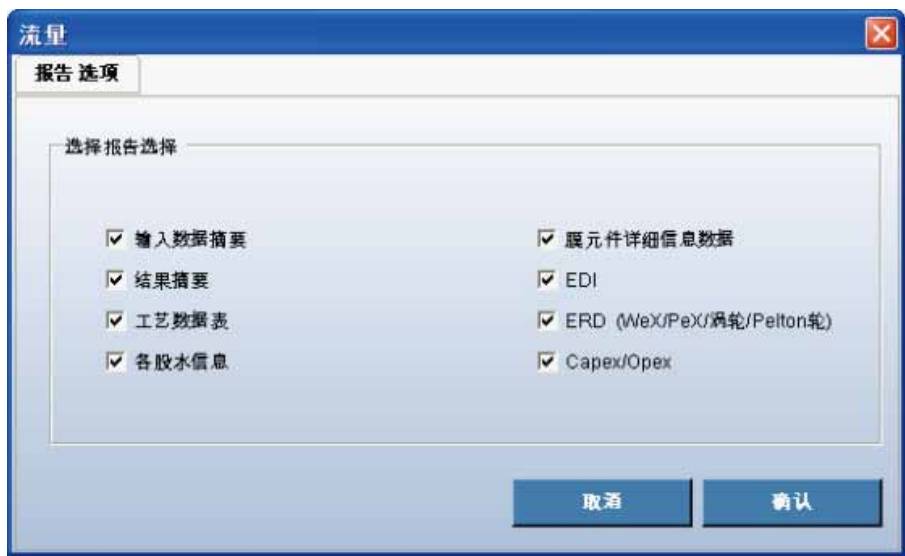 流量
报告 选项
选择报告选择
输入数据摘要
膜元件详细信息数据
结果摘要
EDI
工艺数据表
ERD (WeX/PeX/涡轮/Pelton轮)
各股水信息
Capex/Opex
取消
确认